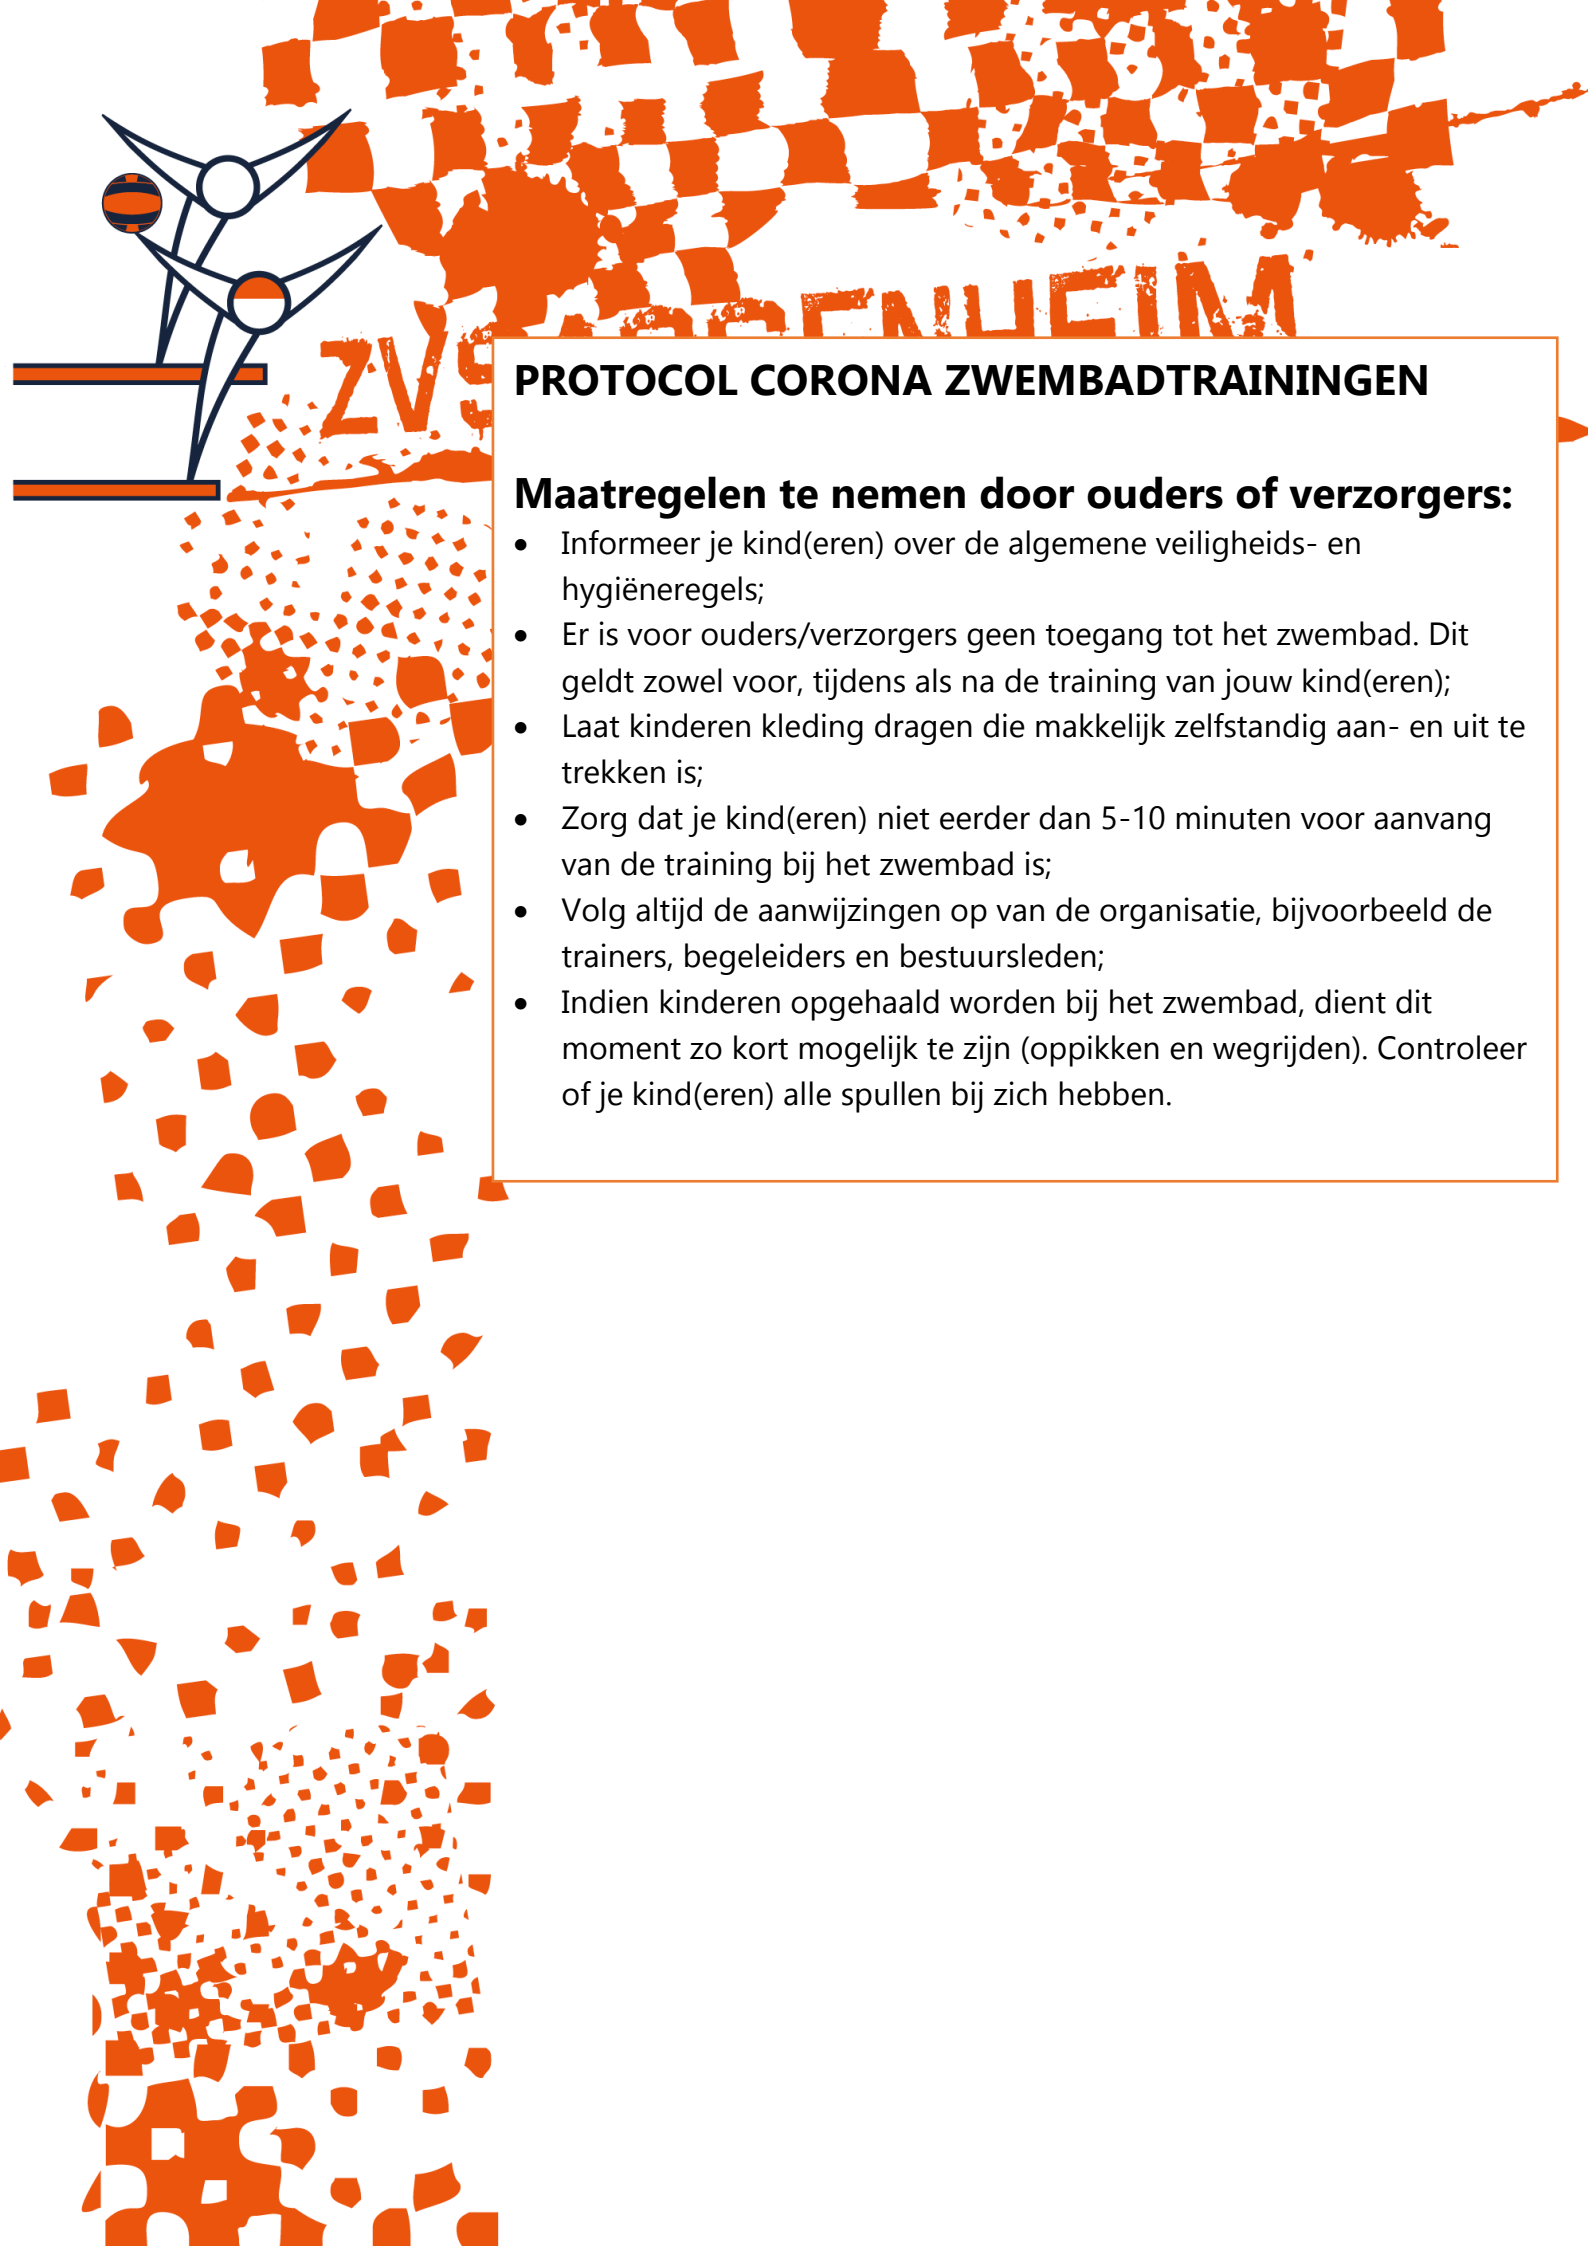 PROTOCOL CORONA ZWEMBADTRAININGEN
Maatregelen te nemen door ouders of verzorgers:
• Informeer je kind(eren) over de algemene veiligheids- en
hygiëneregels;
• Er is voor ouders/verzorgers geen toegang tot het zwembad. Dit
geldt zowel voor, tijdens als na de training van jouw kind(eren);
• Laat kinderen kleding dragen die makkelijk zelfstandig aan- en uit te
trekken is;
• Zorg dat je kind(eren) niet eerder dan 5-10 minuten voor aanvang
van de training bij het zwembad is;
• Volg altijd de aanwijzingen op van de organisatie, bijvoorbeeld de
trainers, begeleiders en bestuursleden;
• Indien kinderen opgehaald worden bij het zwembad, dient dit
moment zo kort mogelijk te zijn (oppikken en wegrijden). Controleer
of je kind(eren) alle spullen bij zich hebben.